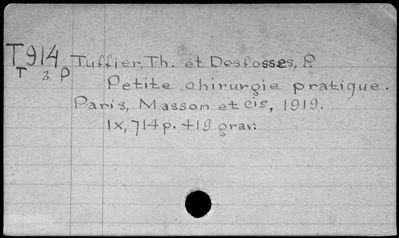 T914 Tuffier, Th. et Desfosses, P.
T 3 P
Petite chirurgie pratique.
Paris, Masson et cie, 1919.
IX, 714 p. 419 grav.